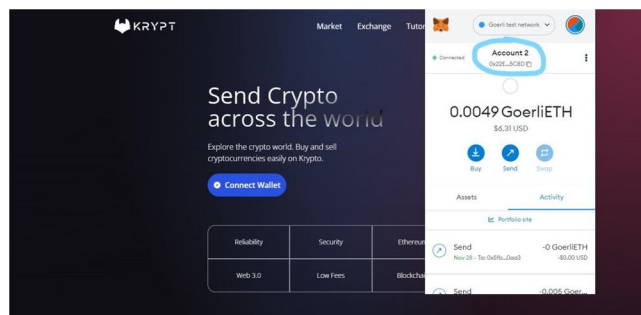 KRYPT
Market Exchange Tutor
Send Crypto
across the world
Explore the crypto world. Buy and sell
cryptocurrencies easily on Krypto.
Connect Wallet
Reliability Security Ethereum
Web 3.0 Low Fees Blockchai
Goerli test network
Connected
Account 2
0x22E...5C8D
0.0049 GoerliETH
$6.31 USD
Buy Send Swap
Assets Activity
Portfolio site
Send -0 GoerliETH
Nov 28 - To: -$0.00 USD
Send -0.005 Goer...